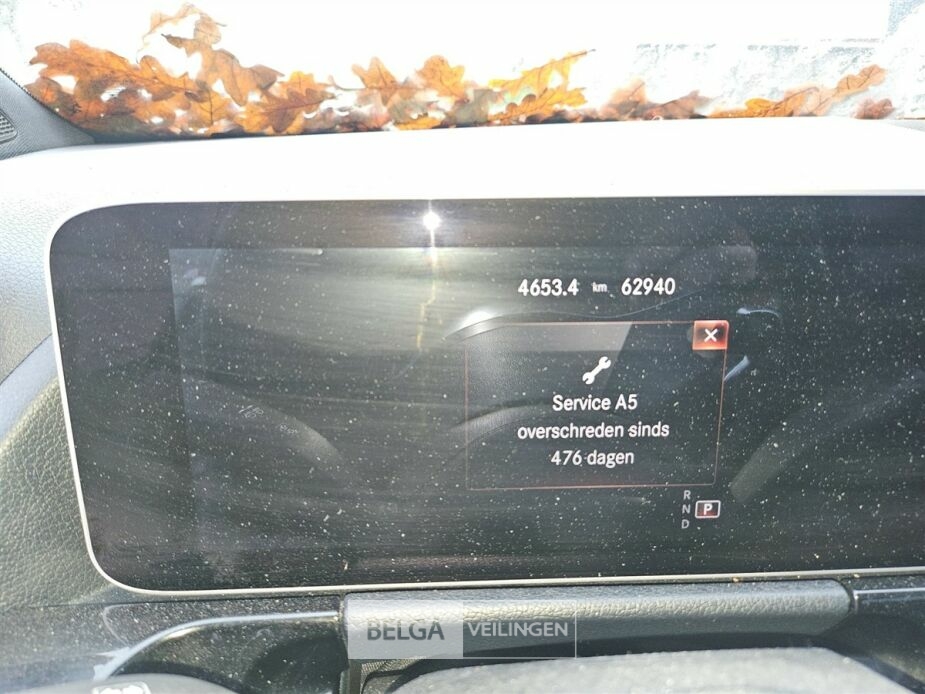 4653.4 km 62940
Service A5
overschreden sinds
476 dagen
R
N P
D
BELGA VEILINGEN